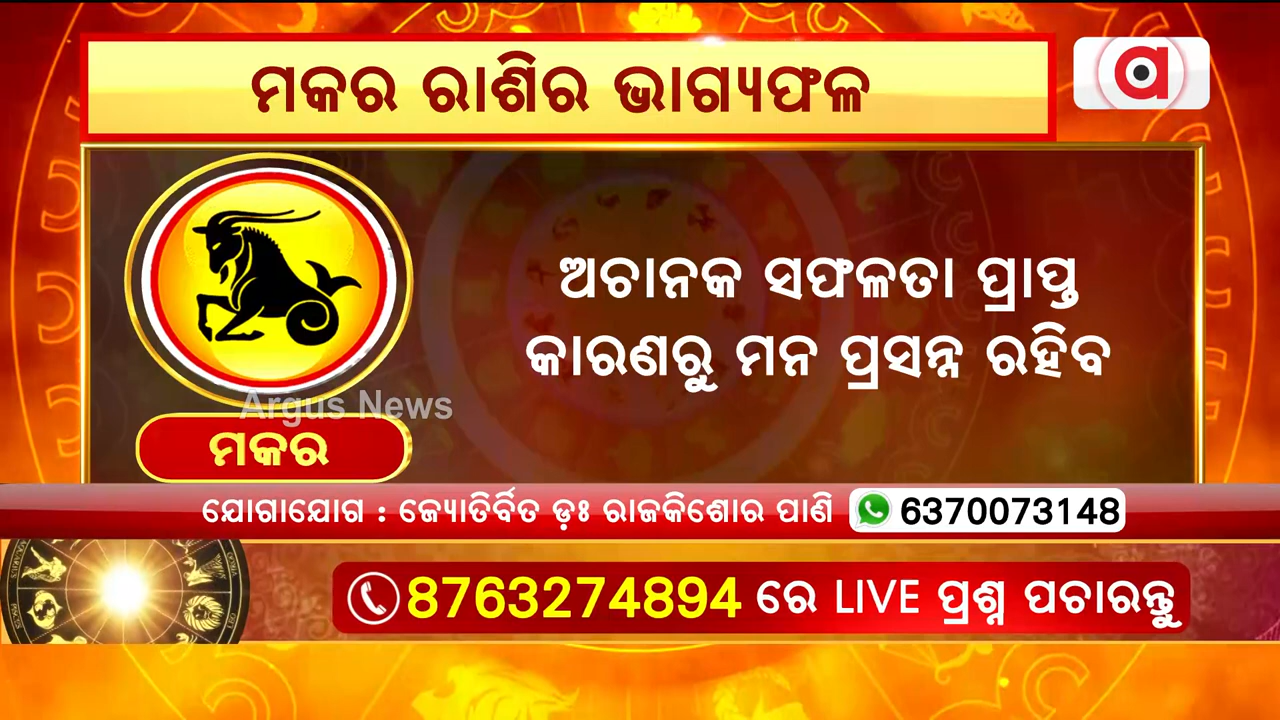 ମକର ରାଶିର ଭାଗ୍ୟଫଳ
a
ଅଚାନକ ସଫଳତା ପ୍ରାପ୍ତ
କାରଣରୁ ମନ ପ୍ରସନ୍ନ ରହିବ
Argus News
ମକର
ଯୋଗାଯୋଗ : ଜ୍ୟୋତିର୍ବିତ ଡ଼ଃ ରାଜକିଶୋର ପାଣି 6370073148
8763274894 ରେ LIVE ପ୍ରଶ୍ନ ପଚାରନ୍ତୁ